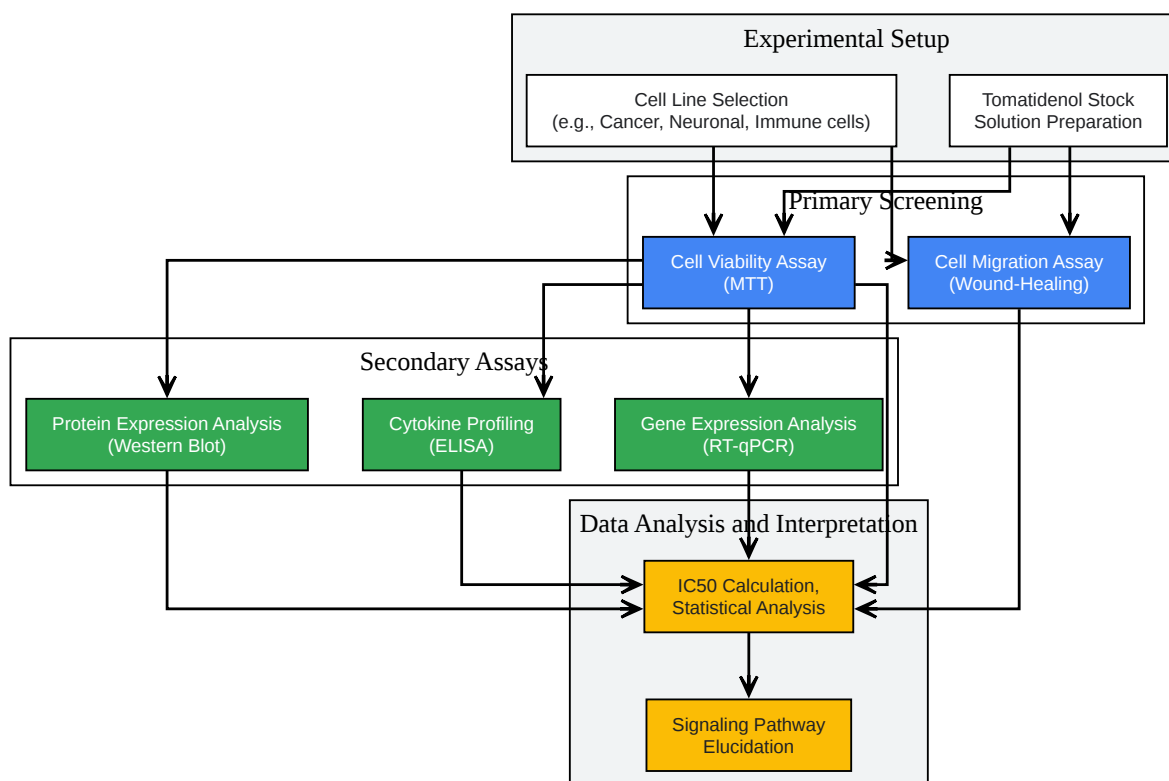 Experimental Setup
Cell Line Selection
(e.g., Cancer, Neuronal, Immune cells)
Tomatidenol Stock
Solution Preparation
Primary Screening
Cell Viability Assay
(MTT)
Cell Migration Assay
(Wound-Healing)
Secondary Assays
Protein Expression Analysis
(Western Blot)
Cytokine Profiling
(ELISA)
Gene Expression Analysis
(RT-qPCR)
Data Analysis and Interpretation
IC50 Calculation,
Statistical Analysis
Signaling Pathway
Elucidation